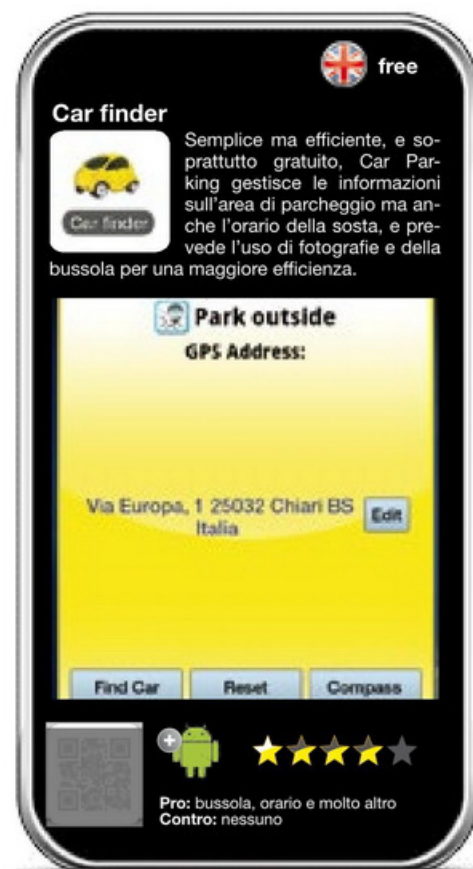 free
Car finder
Semplice ma efficiente, e so-
prattutto gratuito, Car Par-
king gestisce le informazioni
sull'area di parcheggio ma an-
che l'orario della sosta, e pre-
vede l'uso di fotografie e della
bussola per una maggiore efficienza.
Car finder
Park outside
GPS Address:
Via Europa, 1 25032 Chiari BS
Italia
Edit
Find Car
Reset
Compass
Pro: bussola, orario e molto altro
Contro: nessuno